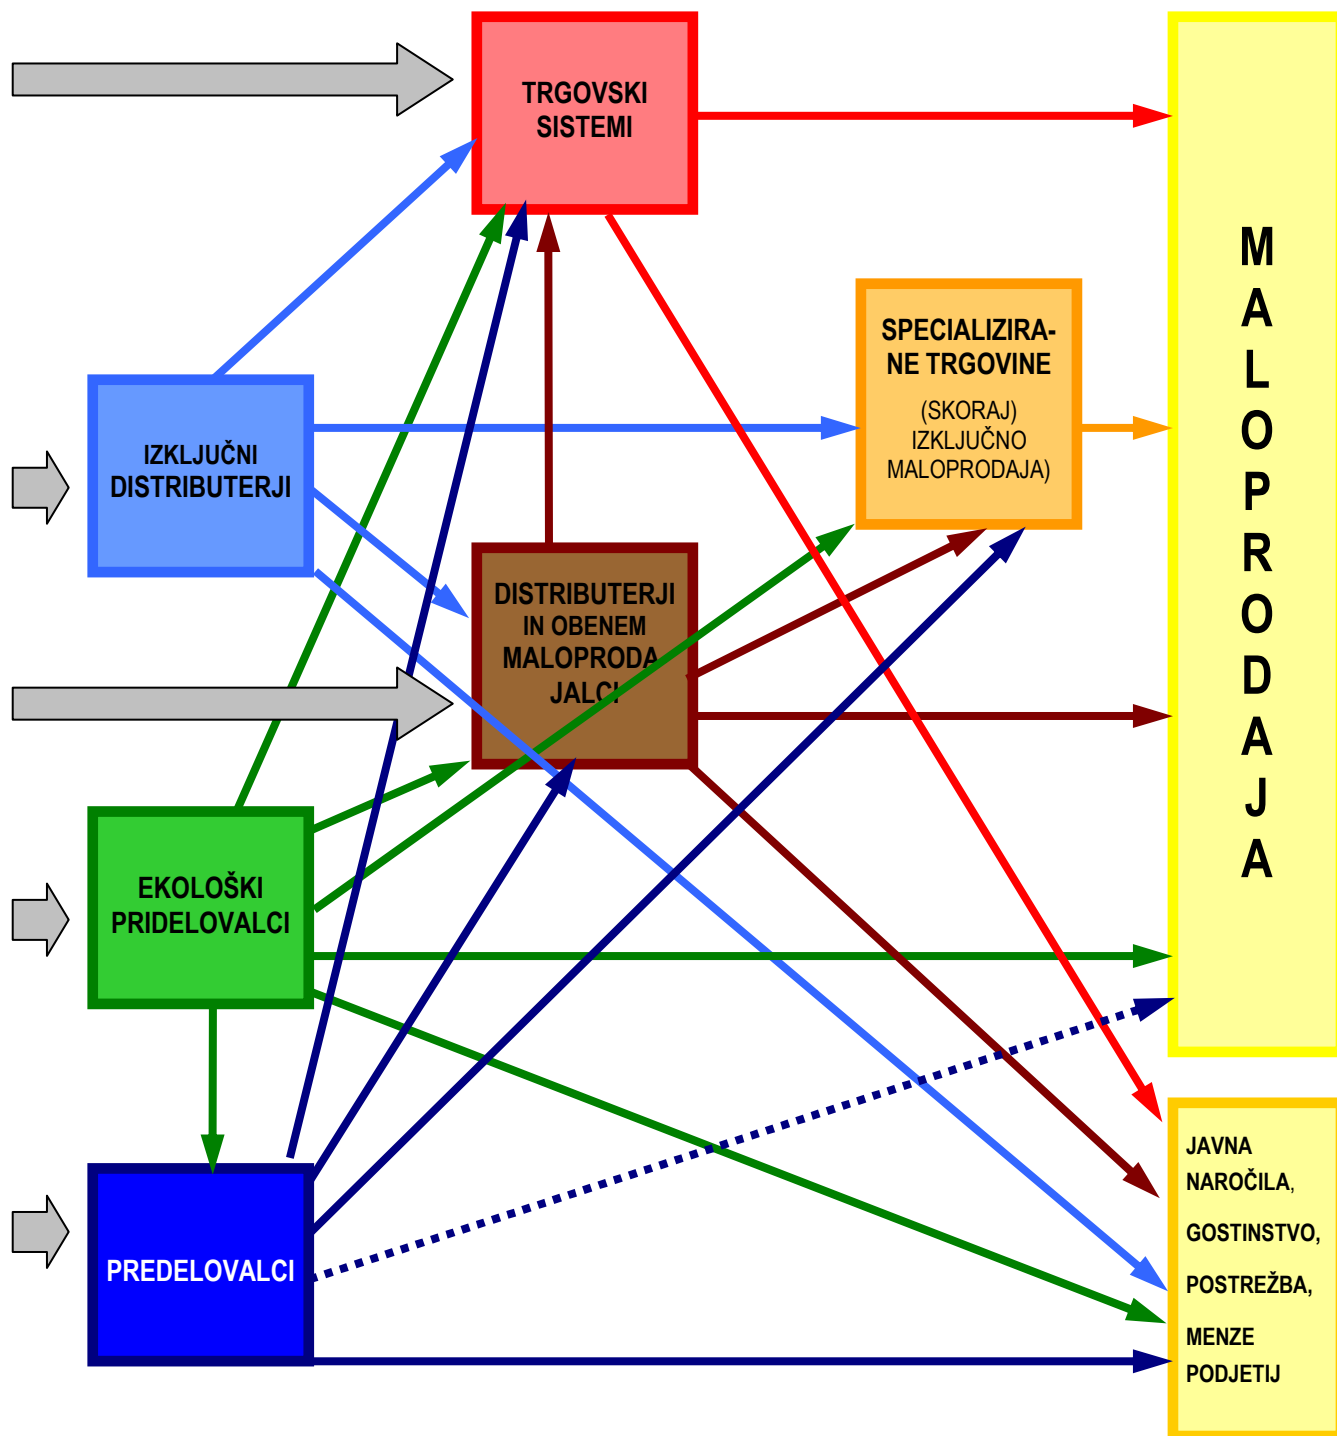 TRGOVSKI
SISTEMI
M
A
L
O
P
R
O
D
A
J
A
SPECIALIZIRA-
NE TRGOVINE
(SKORAJ)
IZKLJUČNO
MALOPRODAJA)
IZKLJUČNI
DISTRIBUTERJI
DISTRIBUTERJI
IN OBENEM
MALOPRODA
JALCI
EKOLOŠKI
PRIDELOVALCI
PREDELOVALCI
JAVNA
NAROČILA,
GOSTINSTVO,
POSTREŽBA,
MENZE
PODJETIJ